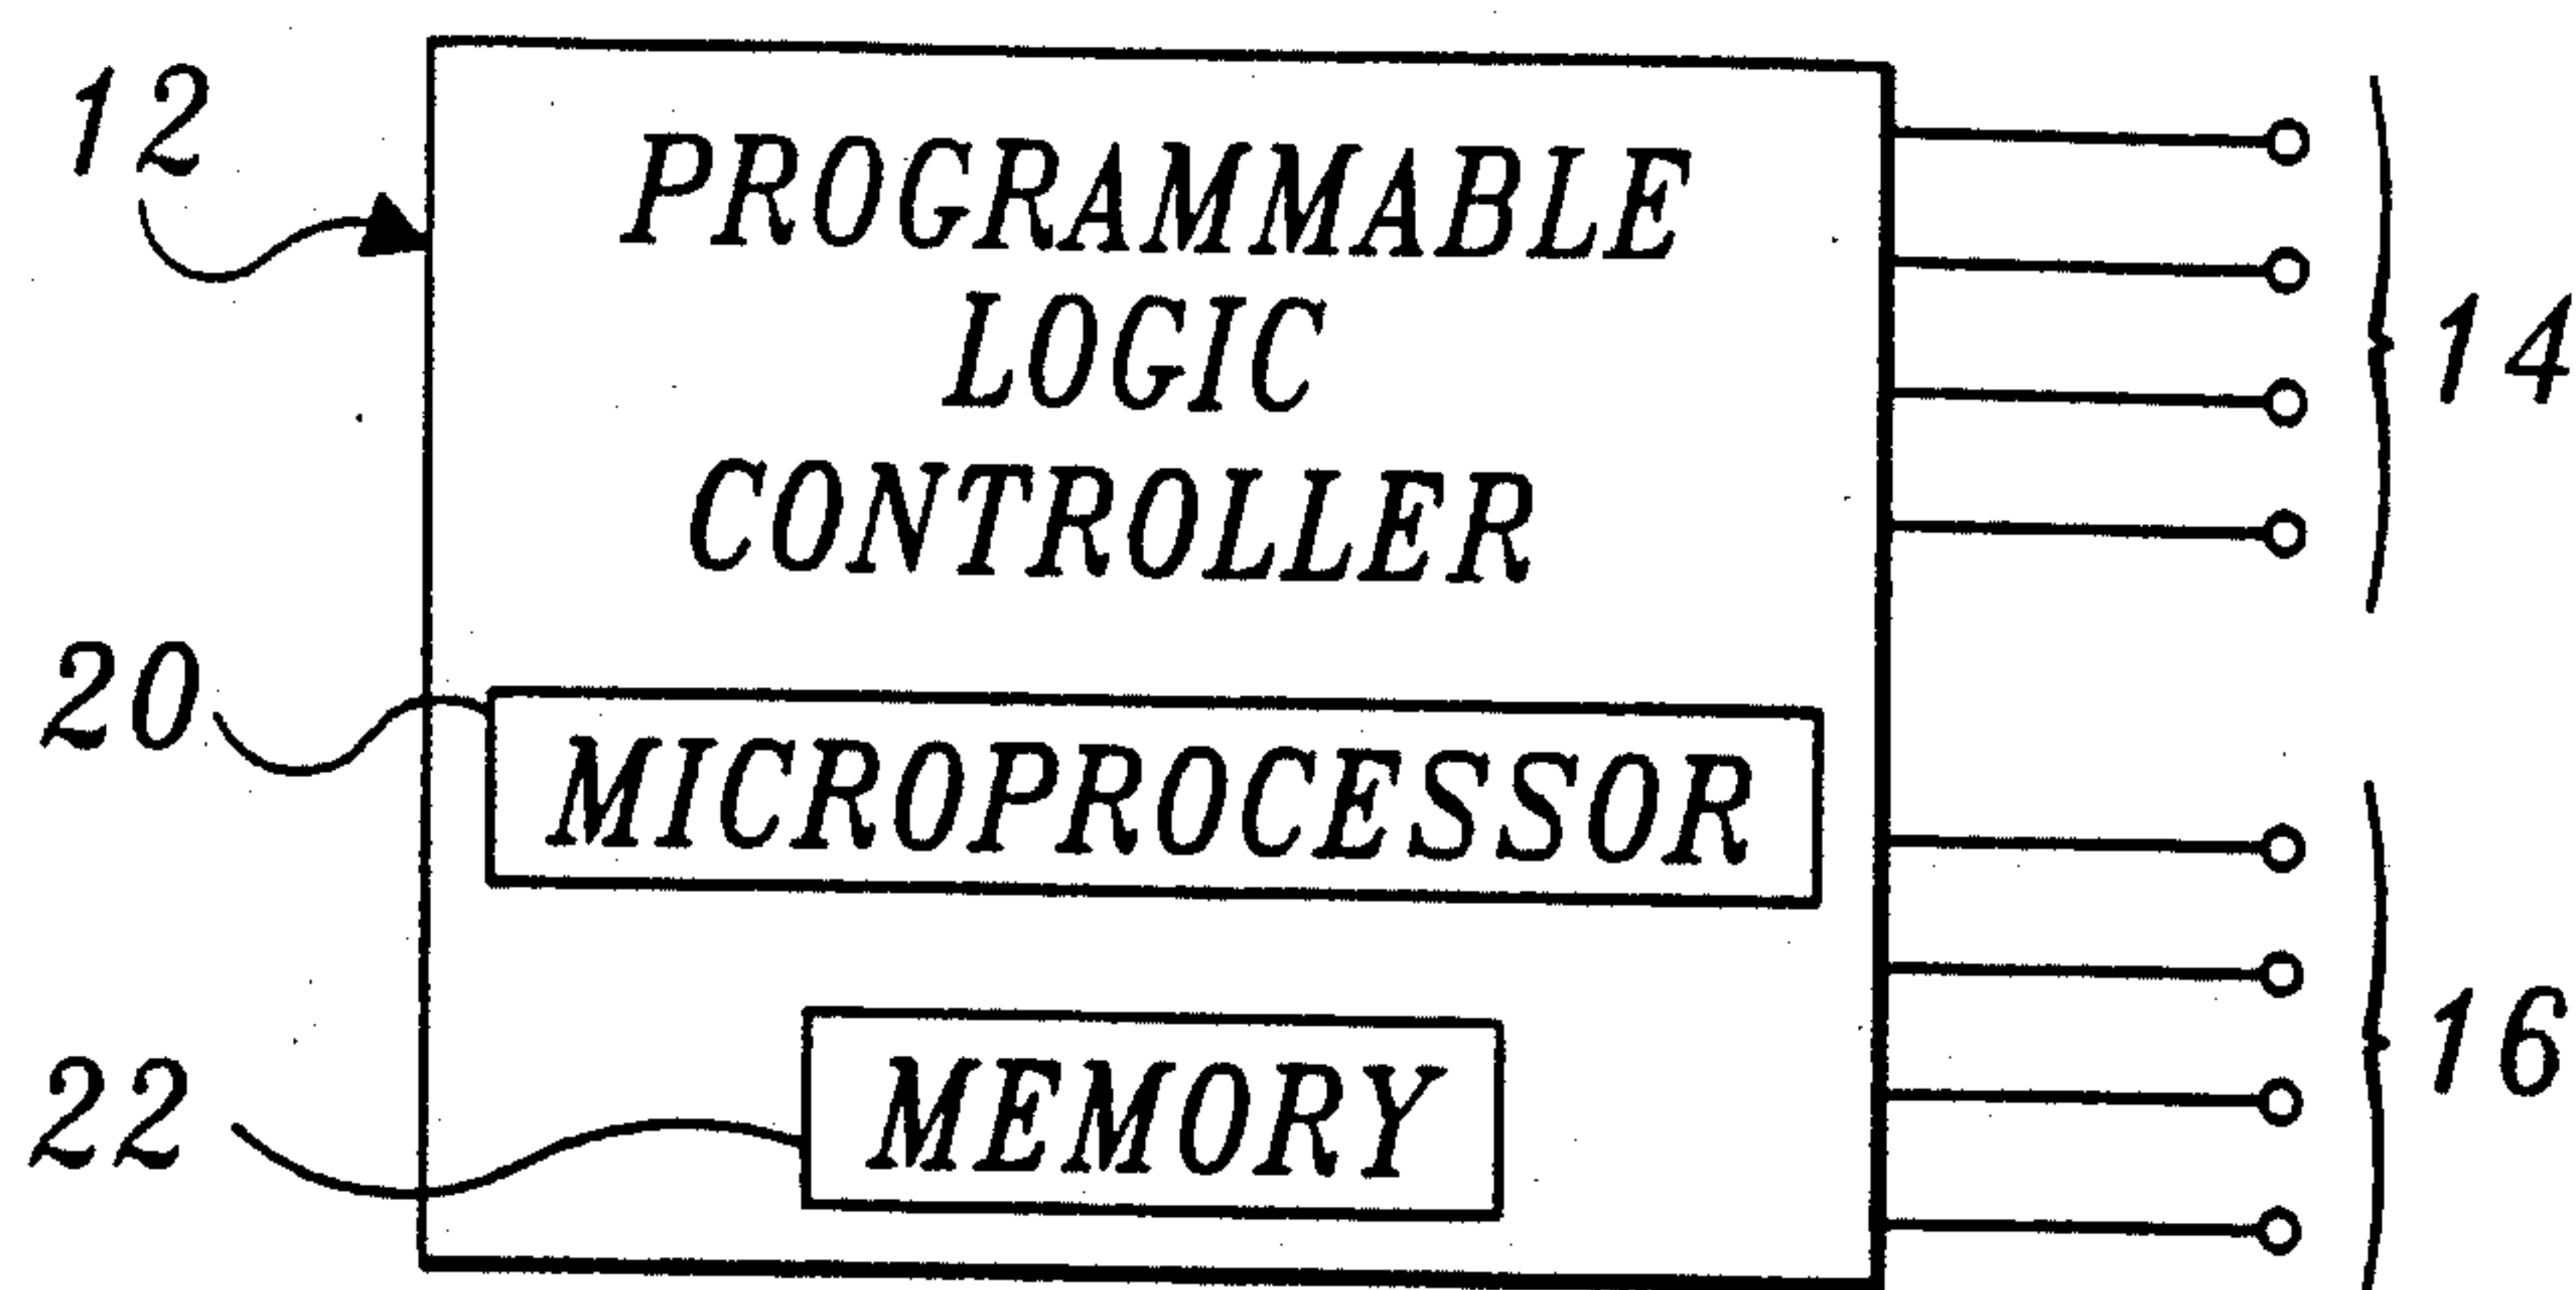 12
PROGRAMMABLE
LOGIC
CONTROLLER
14
20
MICROPROCESSOR
16
22
MEMORY